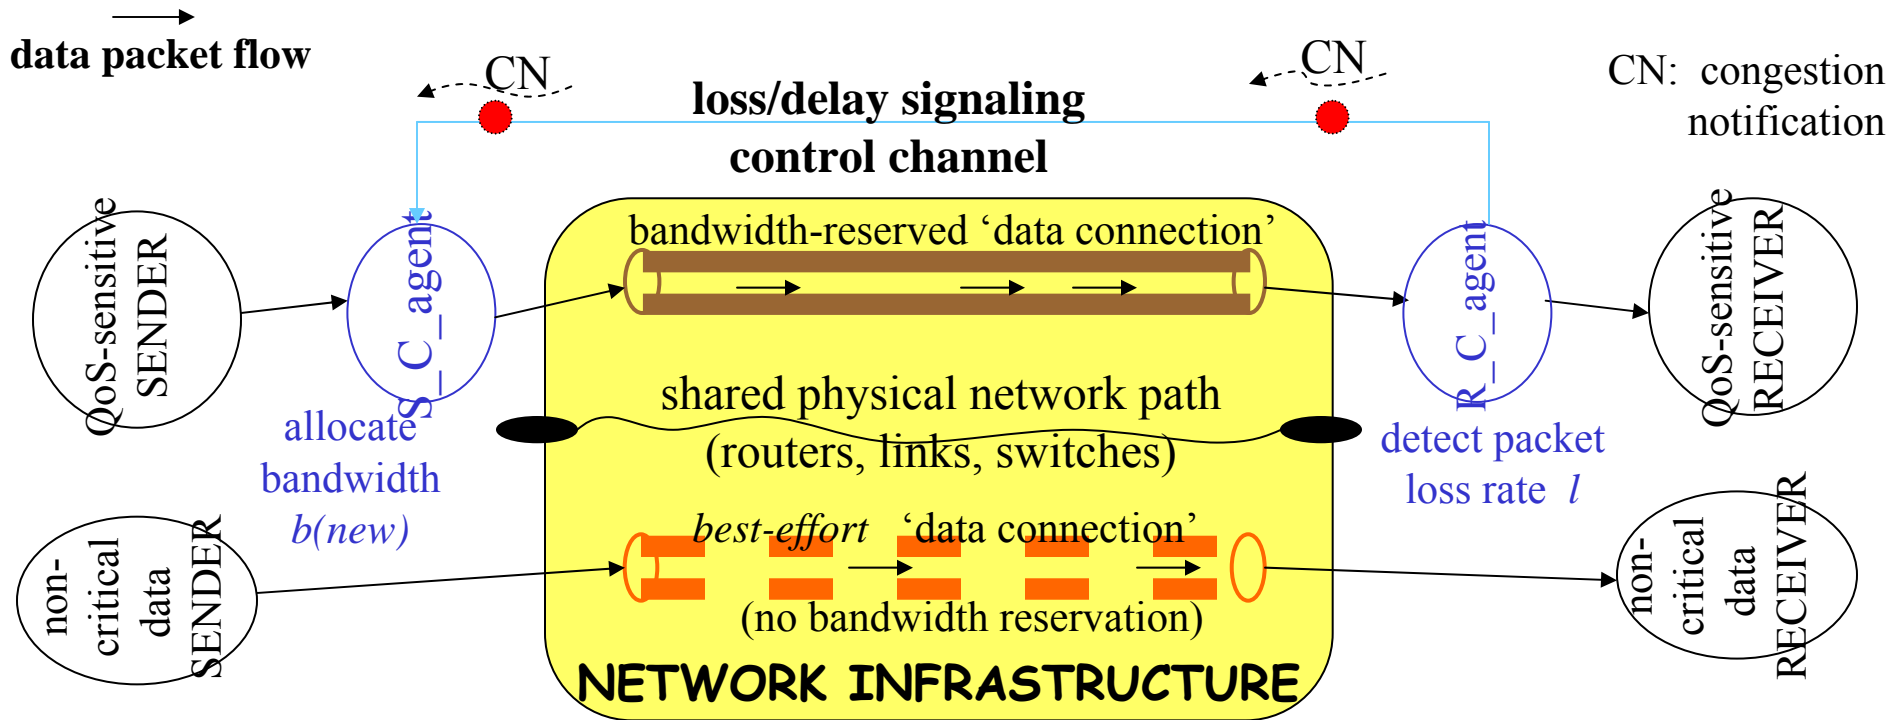 data packet flow
CN
CN
CN: congestion
notification
loss/delay signaling
control channel
QoS-sensitive
SENDER
S_C_agent
allocate
bandwidth
b(new)
bandwidth-reserved ‘data connection’
shared physical network path
(routers, links, switches)
R_C_agent
detect packet
loss rate l
QoS-sensitive
RECEIVER
non-
critical
data
SENDER
best-effort ‘data connection’
(no bandwidth reservation)
NETWORK INFRASTRUCTURE
non-
critical
data
RECEIVER